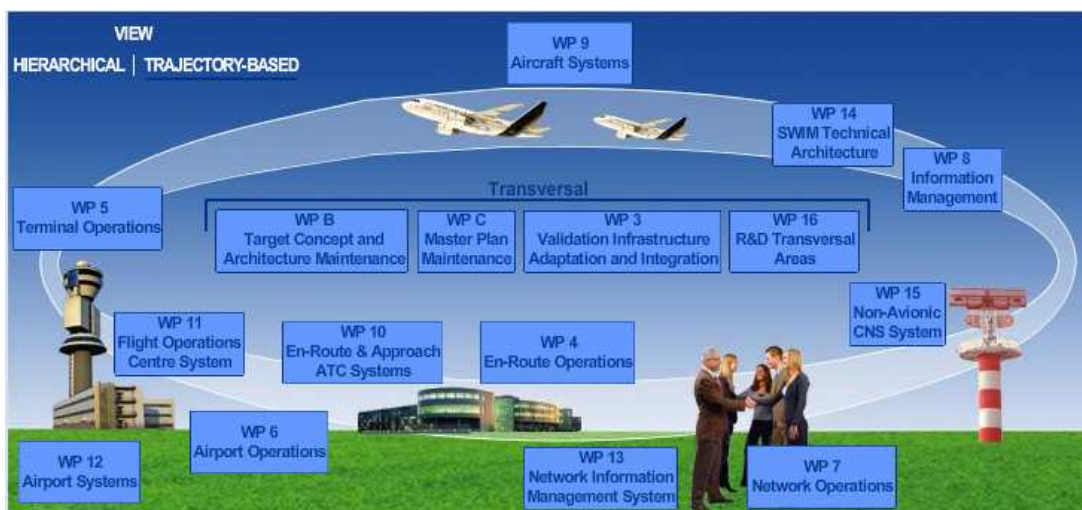 VIEW
HIERARCHICAL | TRAJECTORY-BASED
WP 9
Aircraft Systems
WP 14
SWIM Technical
Architecture
WP 8
Information
Management
WP 5
Terminal Operations
Transversal
WP B
Target Concept and
Architecture Maintenance
WP C
Master Plan
Maintenance
WP 3
Validation Infrastructure
Adaptation and Integration
WP 16
R&D Transversal
Areas
WP 15
Non-Avionic
CNS System
WP 11
Flight Operations
Centre System
WP 10
En-Route & Approach
ATC Systems
WP 4
En-Route Operations
WP 6
Airport Operations
WP 12
Airport Systems
WP 13
Network Information
Management System
WP 7
Network Operations